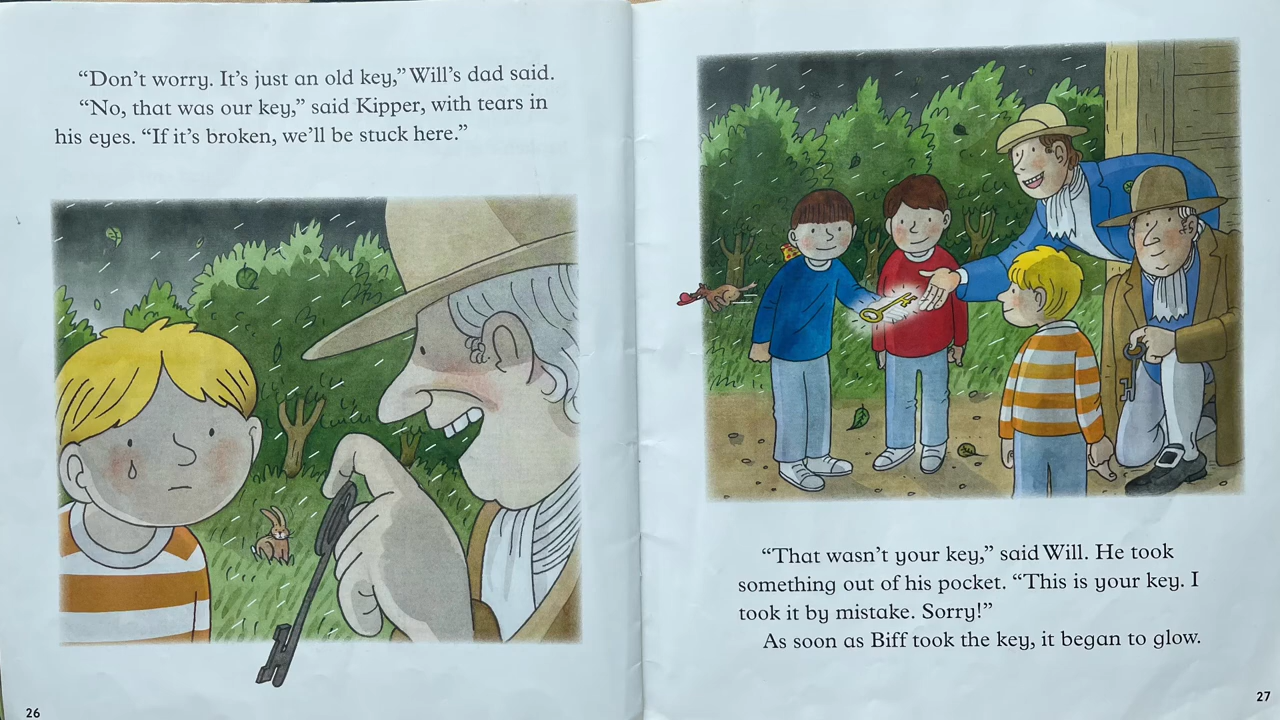 “Don’t worry. It’s just an old key,” Will’s dad said.
“No, that was our key,” said Kipper, with tears in
his eyes. “If it’s broken, we’ll be stuck here.”
26
“That wasn’t your key,” said Will. He took
something out of his pocket. “This is your key. I
took it by mistake. Sorry!”
As soon as Biff took the key, it began to glow.
27